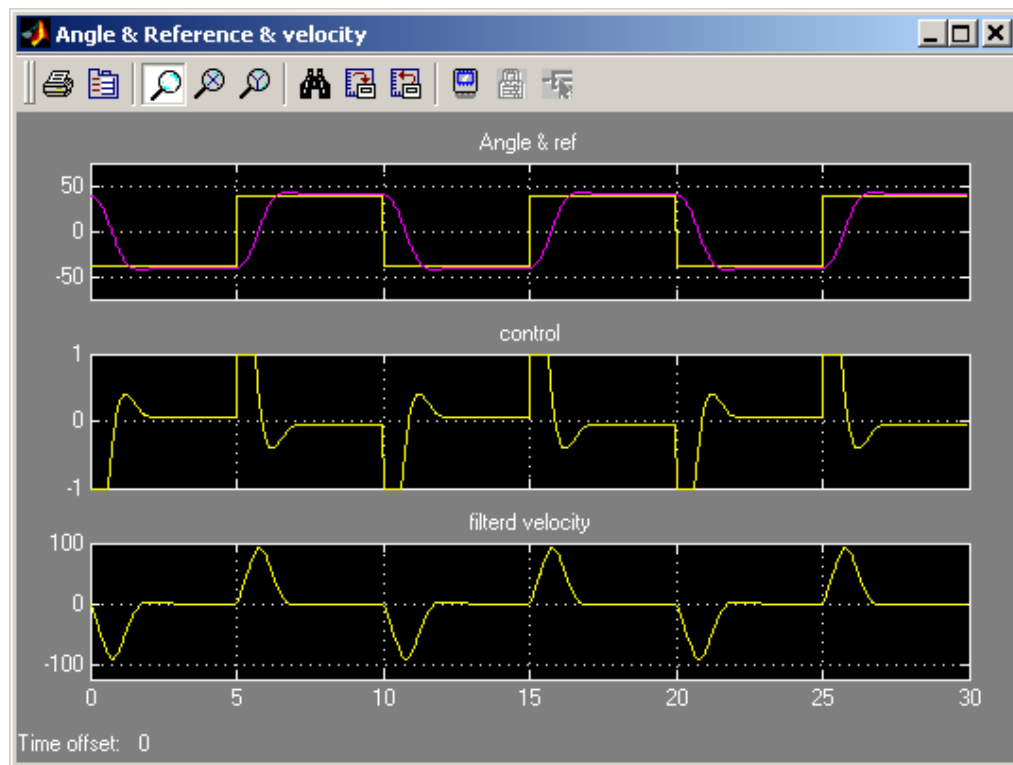 Angle & Reference & velocity
Angle & ref
50
0
-50
control
1
0
-1
filterd velocity
100
0
-100
0 5 10 15 20 25 30
Time offset: 0